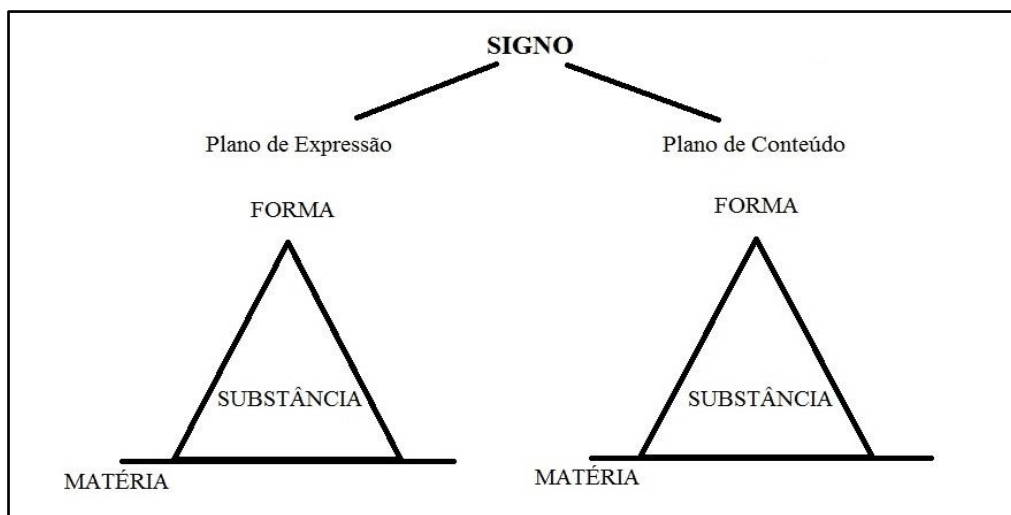 SIGNO
Plano de Expressão
Plano de Conteúdo
FORMA
FORMA
SUBSTÂNCIA
SUBSTÂNCIA
MATÉRIA
MATÉRIA